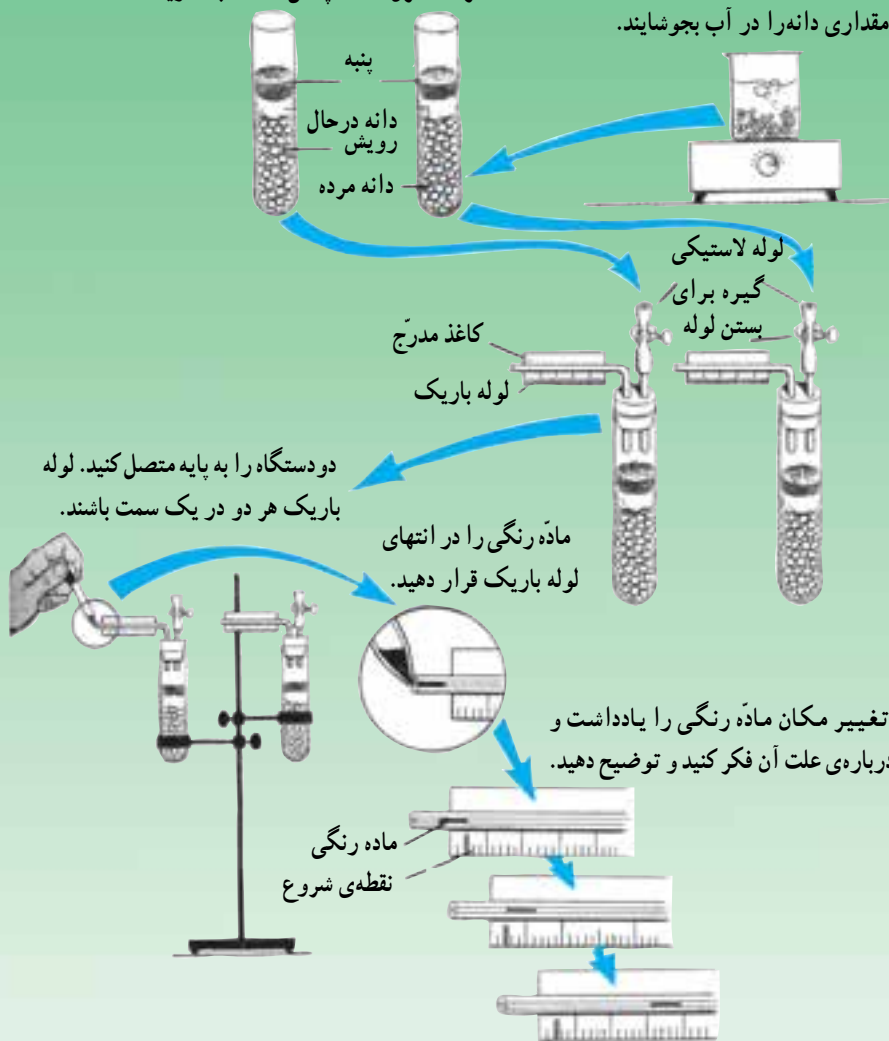 مقداری دانه را در آب بجوشایند.
پنبه
دانه درحال
رویش
دانه مرده
لوله لاستیکی
گیره برای
بستن لوله
کاغذ مدرّج
لوله باریک
دودستگاه را به پایه متصل کنید. لوله
باریک هر دو در یک سمت باشند.
مادّه رنگی را در انتهای
لوله باریک قرار دهید.
تغییر مکان مادّه رنگی را یادداشت و
درباره‌ی علت آن فکر کنید و توضیح دهید.
ماده رنگی
نقطه‌ی شروع